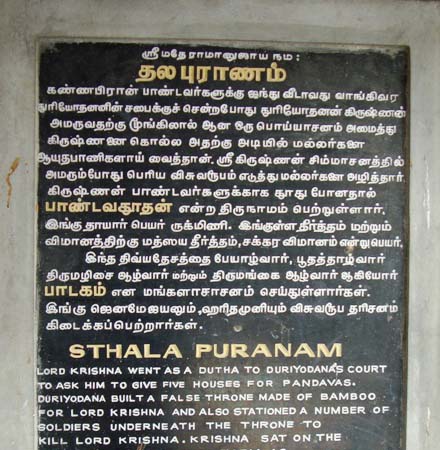 ஸ்ரீமதே ராமானுஜாய நம:
தலபுராணம்
கண்ணபிரான் பாண்டவர்களுக்கு ஐந்து வீடாவது வாங்கிவர
துரியோதனனின் சபைக்குச் சென்றபோது துரியோதனன் கிருஷ்ணன்
அமருவதற்கு மூங்கிலால் ஆன ஒரு பொய்யாசனம் அமைத்து
கிருஷ்ணனை கொல்ல அதற்கு அடியில் மல்லர்களை
ஆயுதபாணிகளாய் வைத்தான். ஸ்ரீ கிருஷ்ணன் சிம்மாசனத்தில்
அமரும்போது பெரிய விசுவரூபம் எடுத்து மல்லர்களை அழித்தார்.
கிருஷ்ணன் பாண்டவர்களுக்காக தூது போனதால்
பாண்டவதூதன் என்ற திருநாமம் பெற்றுள்ளார்.
இங்கு தாயார் பெயர் ருக்மிணி. இங்குள்ள தீர்த்தம் மற்றும்
விமானத்திற்கு மத்ஸய தீர்த்தம், சக்கர விமானம் என்று பெயர்,
இந்த திவ்யதேசத்தை பேயாழ்வார், பூதத்தாழ்வார்
திருமழிசை ஆழ்வார் மற்றும் திருமங்கை ஆழ்வார் ஆகியோர்
பாடகம் என மங்களாசாசனம் செய்துள்ளார்கள்.
இங்கு ஜெனமேஜயனும், ஹரிதமுனியும் விசுவரூப தரிசனம்
கிடைக்கப்பெற்றார்கள்.
STHALA PURANAM
LORD KRISHNA WENT AS A DUTHA TO DURIYODANA'S COURT
TO ASK HIM TO GIVE FIVE HOUSES FOR PANDAVAS.
DURIYODANA BUILT A FALSE THRONE MADE OF BAMBOO
FOR LORD KRISHNA AND ALSO STATIONED A NUMBER OF
SOLDIERS UNDERNEATH THE THRONE TO
KILL LORD KRISHNA. KRISHNA SAT ON THE